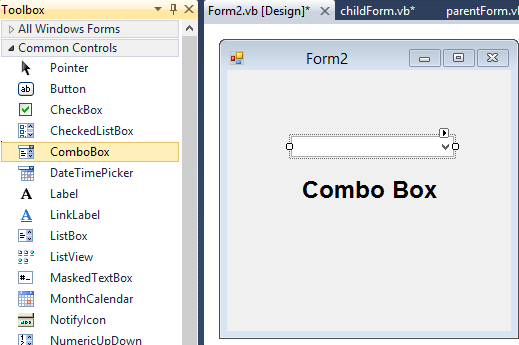 Toolbox
All Windows Forms
Common Controls
Pointer
Button
CheckBox
CheckedListBox
ComboBox
DateTimePicker
Label
LinkLabel
ListBox
ListView
MaskedTextBox
MonthCalendar
NotifyIcon
NumericUpDown
Form2.vb [Design]* childForm.vb* parentForm.v
Form2
Combo Box